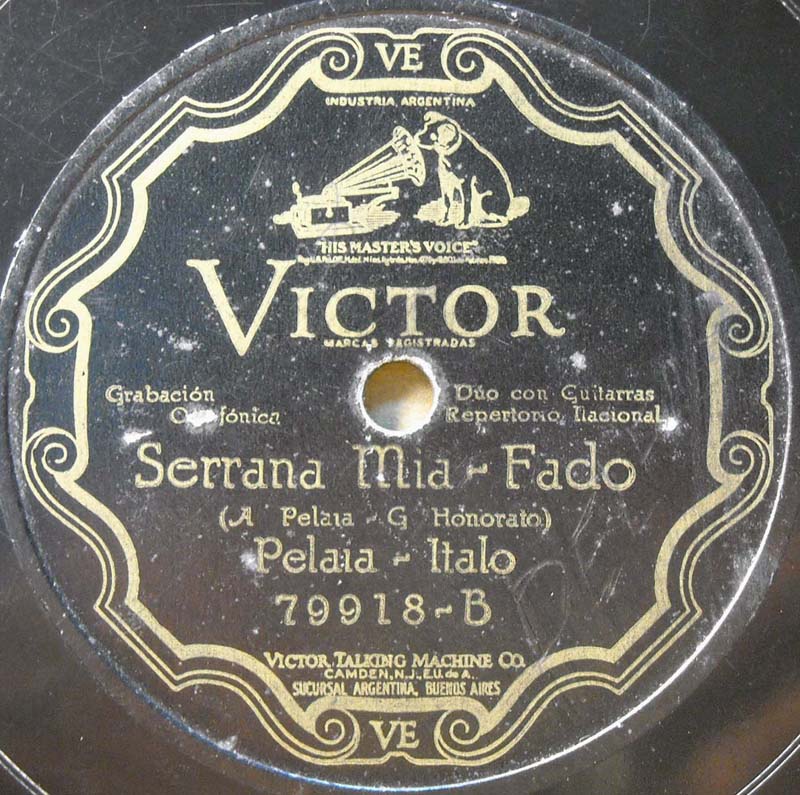 VE
INDUSTRIA ARGENTINA
"HIS MASTER'S VOICE"
VICTOR
MARCAS REGISTRADAS
Grabación
Ortofónica
Dúo con Guitarras
Repertorio Nacional
Serrana Mia - Fado
(A Pelaia - G Honorato)
Pelaia - Italo
79918-B
VICTOR TALKING MACHINE CO.
CAMDEN, N.J., E.U. de A.
SUCURSAL ARGENTINA, BUENOS AIRES
VE